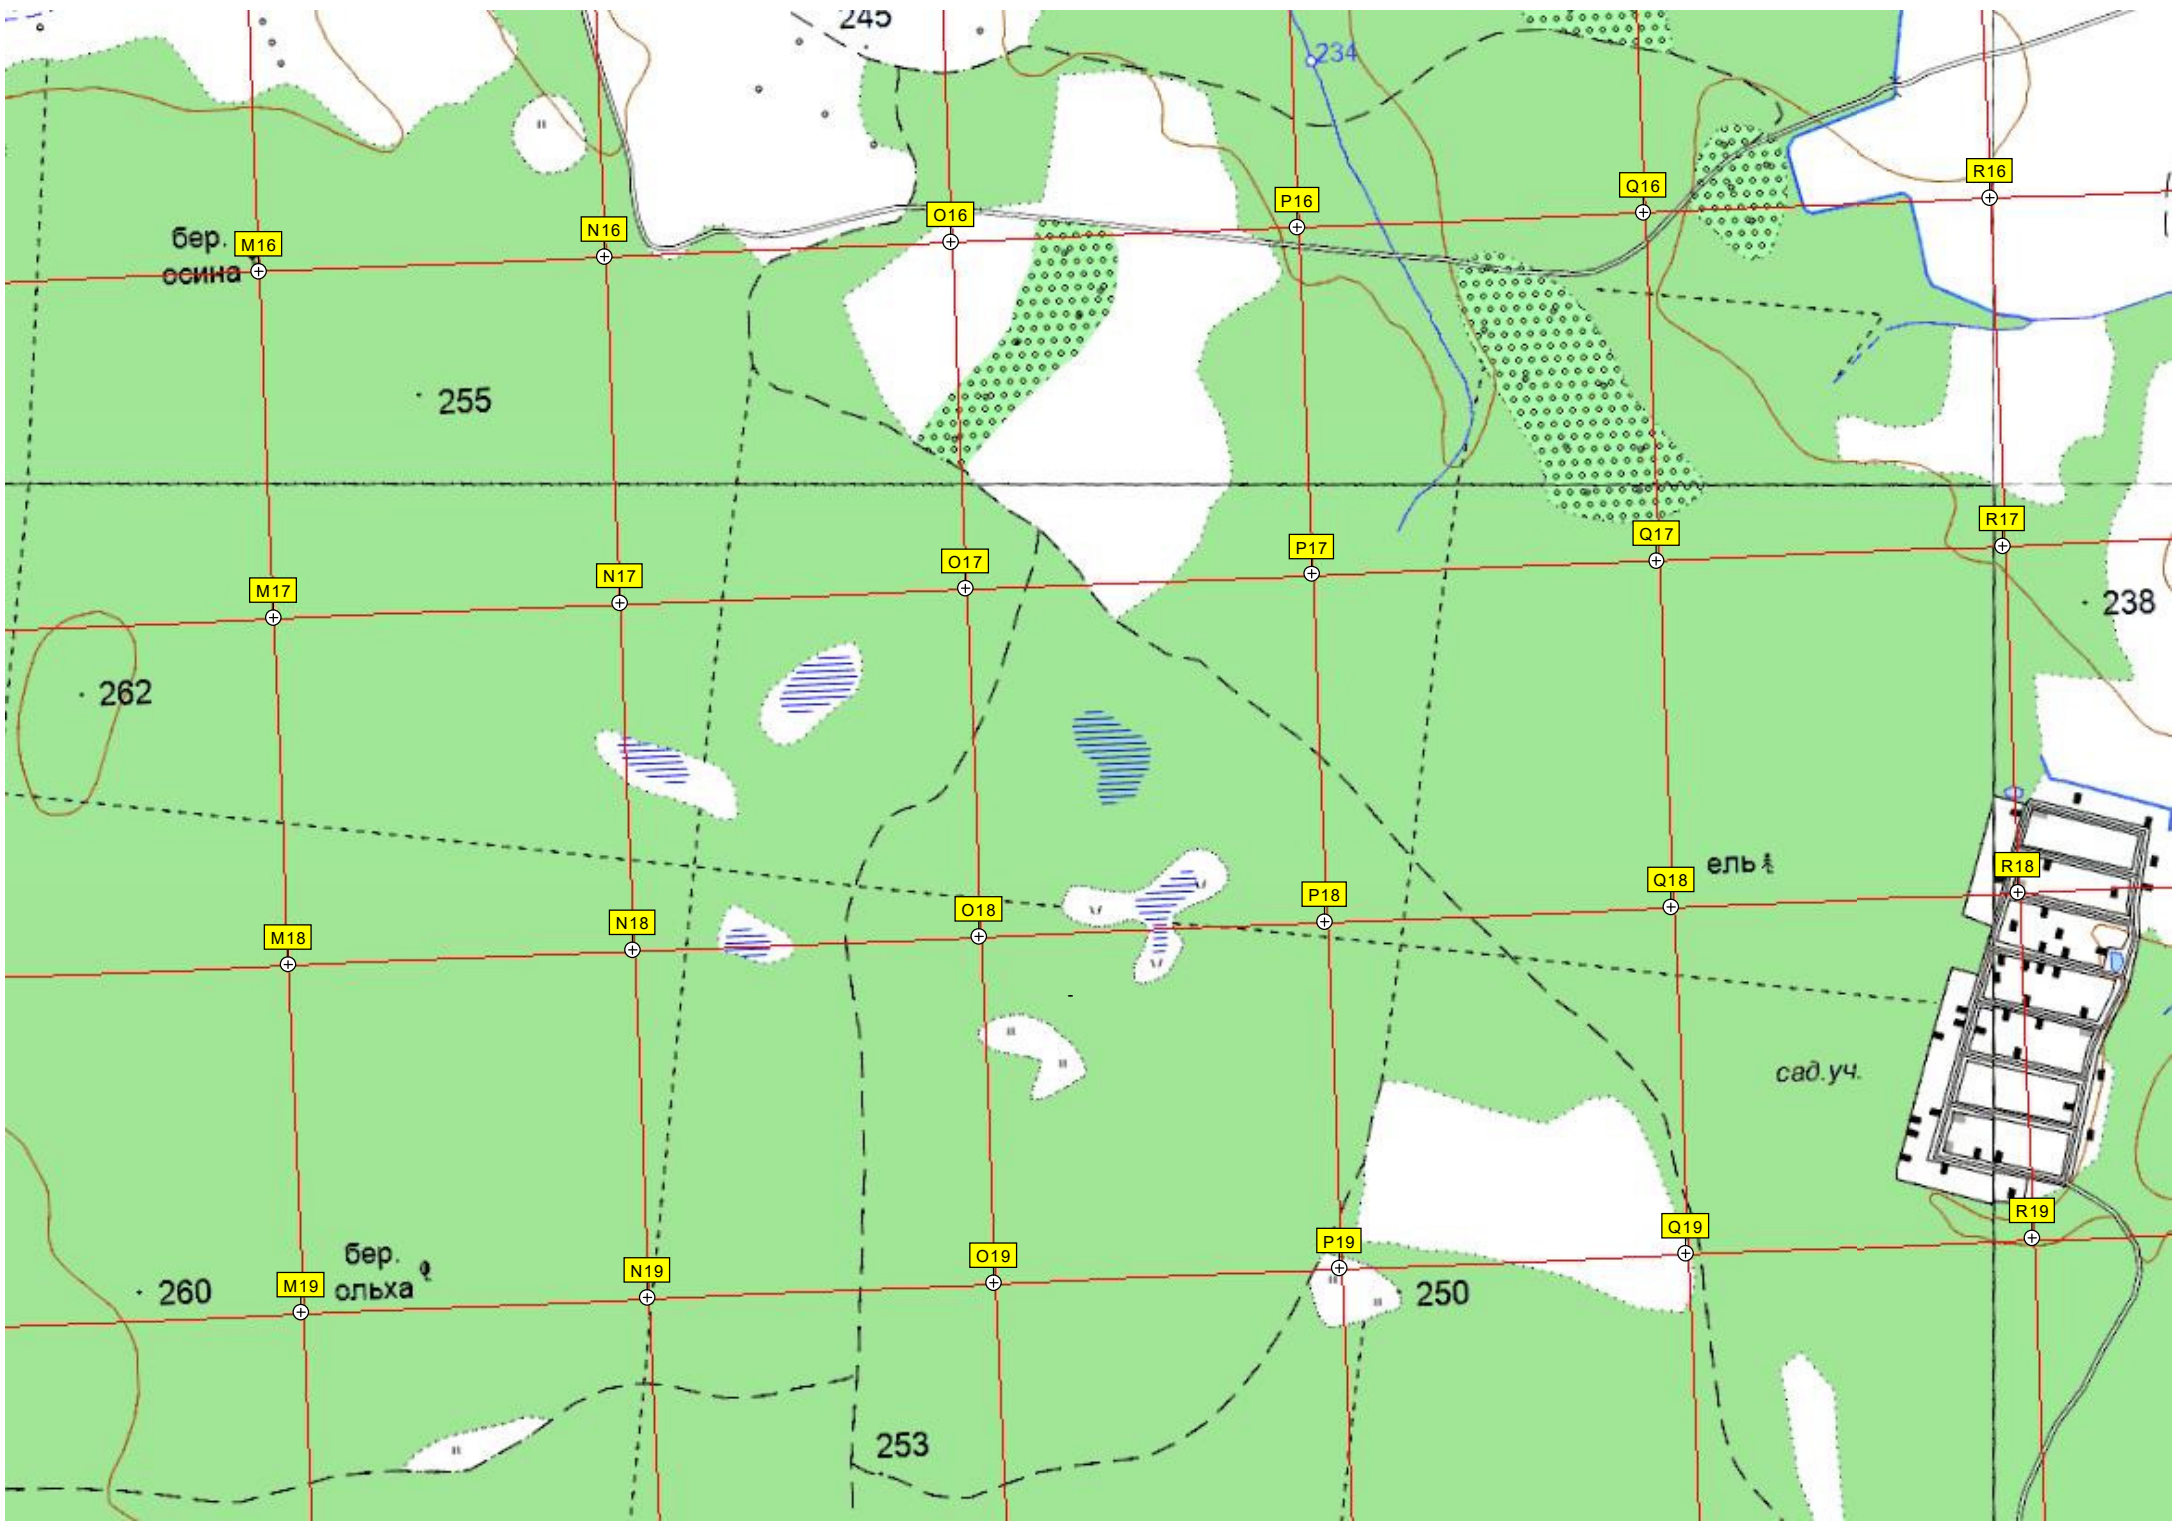 245
234
R16
Q16
P16
O16
N16
M16
бер.
осина
255
R17
Q17
P17
O17
N17
M17
238
262
ель
R18
Q18
P18
O18
N18
M18
сад.уч.
R19
Q19
P19
O19
N19
M19
бер.
ольха
260
250
253